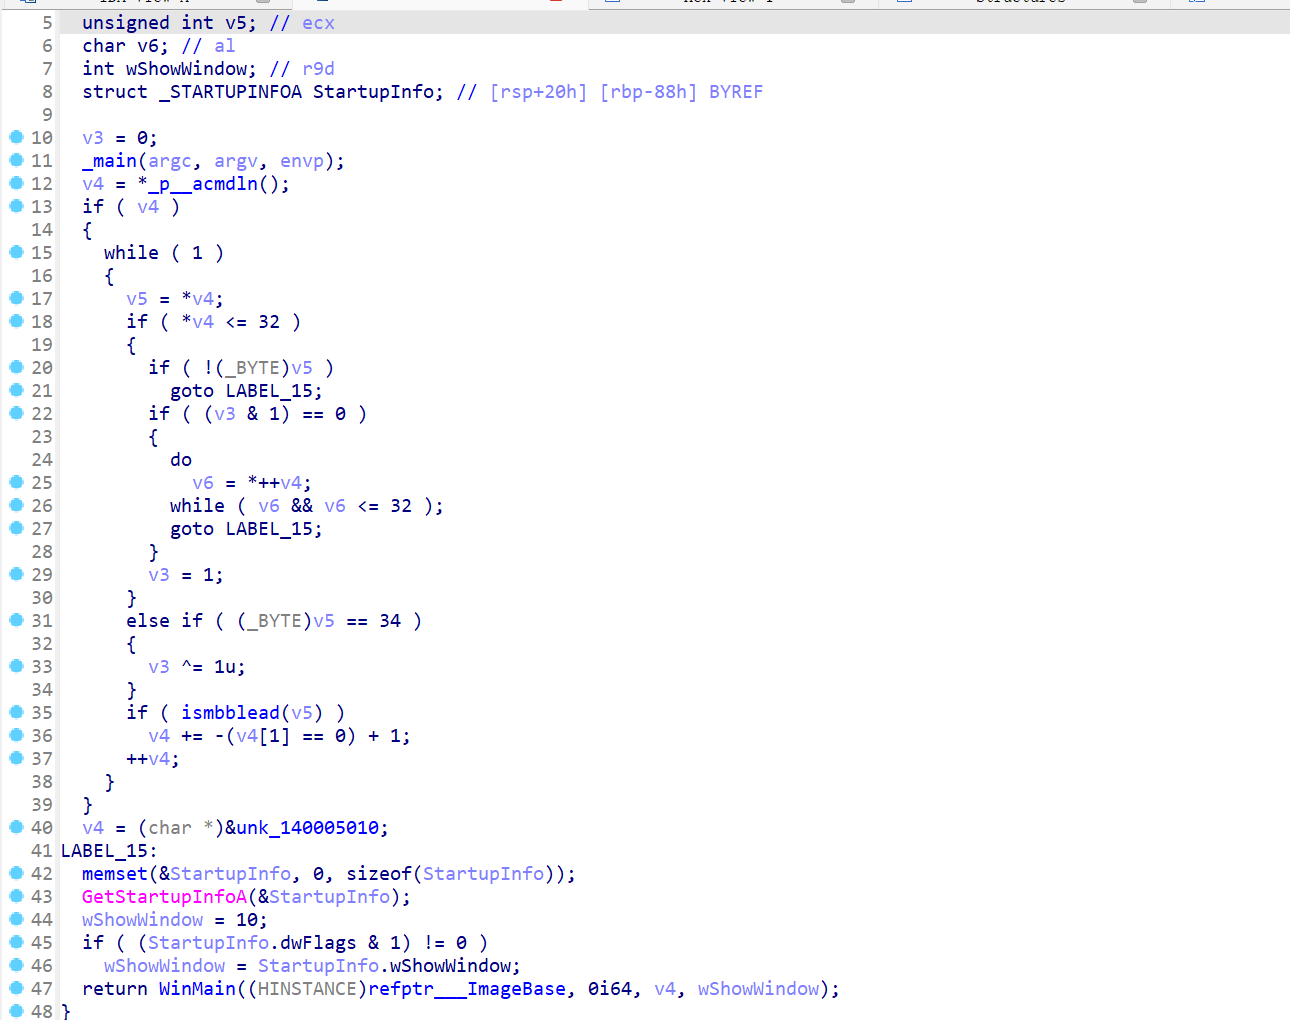 5 unsigned int v5; // ecx
6 char v6; // al
7 int wShowWindow; // r9d
8 struct _STARTUPINFOA StartupInfo; // [rsp+20h] [rbp-88h] BYREF
9
10 v3 = 0;
11 _main(argc, argv, envp);
12 v4 = *_p__acmdln();
13 if ( v4 )
14 {
15 while ( 1 )
16 {
17 v5 = *v4;
18 if ( *v4 <= 32 )
19 {
20 if ( !(_BYTE)v5 )
21 goto LABEL_15;
22 if ( (v3 & 1) == 0 )
23 {
24 do
25 v6 = *++v4;
26 while ( v6 && v6 <= 32 );
27 goto LABEL_15;
28 }
29 v3 = 1;
30 }
31 else if ( (_BYTE)v5 == 34 )
32 {
33 v3 ^= 1u;
34 }
35 if ( ismbblead(v5) )
36 v4 += -(v4[1] == 0) + 1;
37 ++v4;
38 }
39 }
40 v4 = (char *)&unk_140005010;
41 LABEL_15:
42 memset(&StartupInfo, 0, sizeof(StartupInfo));
43 GetStartupInfoA(&StartupInfo);
44 wShowWindow = 10;
45 if ( (StartupInfo.dwFlags & 1) != 0 )
46 wShowWindow = StartupInfo.wShowWindow;
47 return WinMain((HINSTANCE)refptr___ImageBase, 0i64, v4, wShowWindow);
48 }